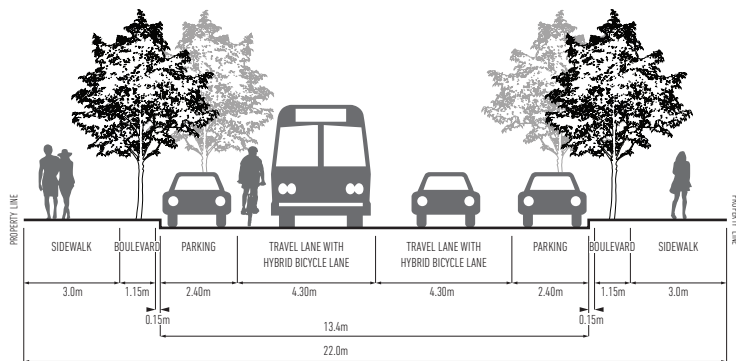 PROPERTY LINE
PROPERTY LINE
SIDEWALK
BOULEVARD
PARKING
TRAVEL LANE WITH
HYBRID BICYCLE LANE
TRAVEL LANE WITH
HYBRID BICYCLE LANE
PARKING
BOULEVARD
SIDEWALK
3.0m
1.15m
2.40m
4.30m
4.30m
2.40m
1.15m
3.0m
0.15m
0.15m
13.4m
22.0m